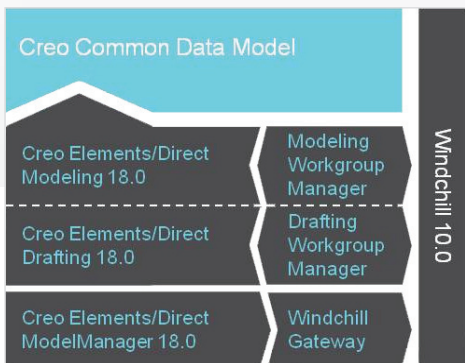 Creo Common Data Model
Creo Elements/Direct
Modeling 18.0
Modeling
Workgroup
Manager
Creo Elements/Direct
Drafting 18.0
Drafting
Workgroup
Manager
Creo Elements/Direct
ModelManager 18.0
Windchill
Gateway
Windchill 10.0